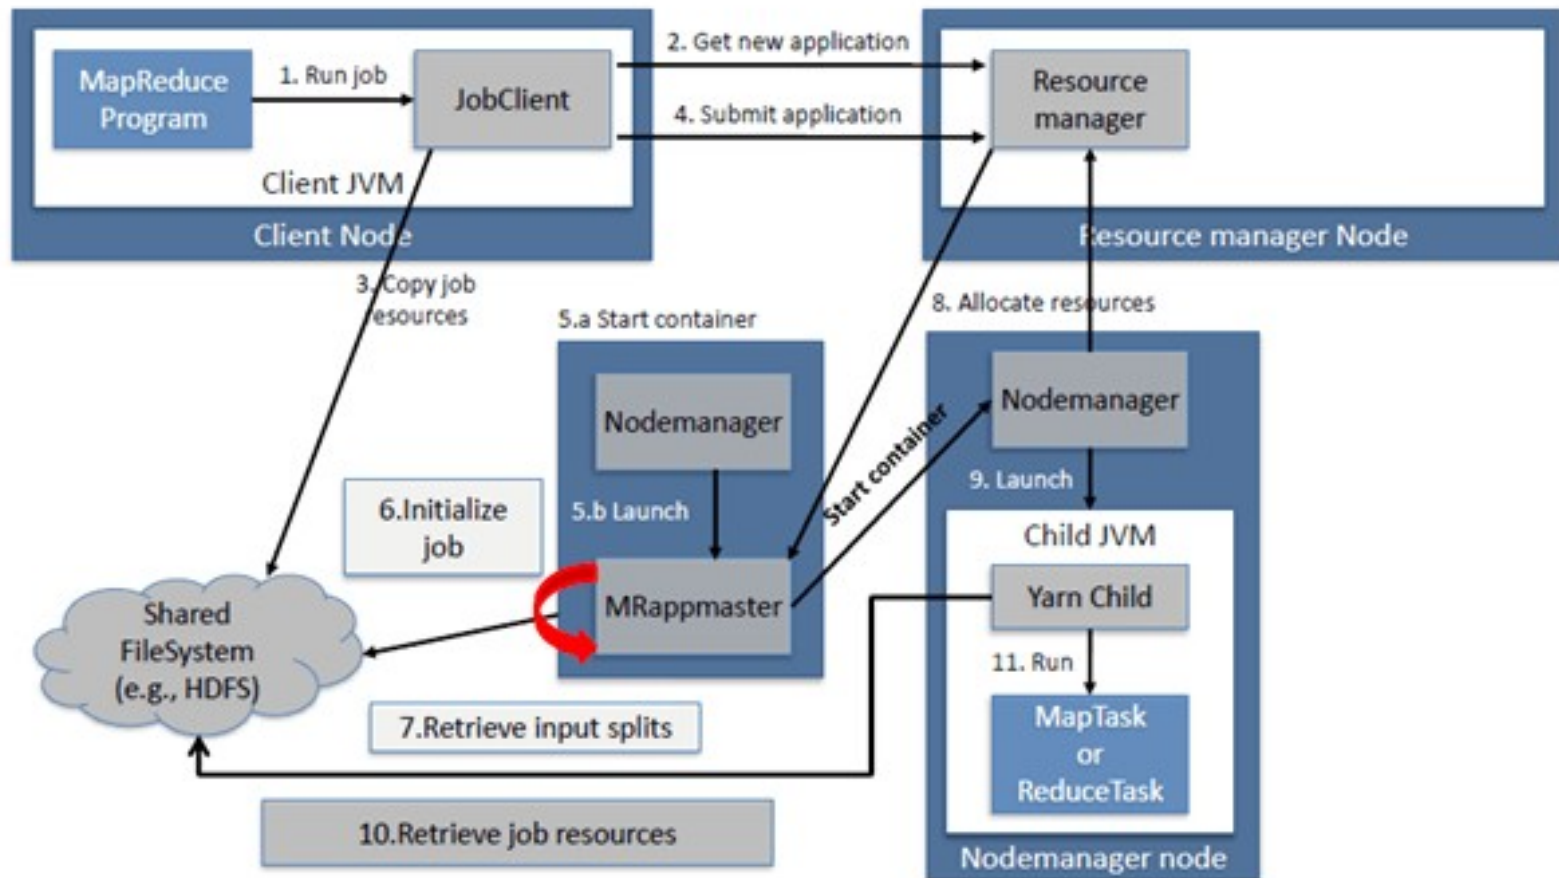 MapReduce
Program
1. Run job
JobClient
Client JVM
Client Node
2. Get new application
4. Submit application
Resource
manager
Resource manager Node
3. Copy job
resources
5.a Start container
Nodemanager
5.b Launch
MRappmaster
Start container
8. Allocate resources
Nodemanager
9. Launch
Child JVM
Yarn Child
11. Run
MapTask
or
ReduceTask
Nodemanager node
6.Initialize
job
Shared
FileSystem
(e.g., HDFS)
7.Retrieve input splits
10.Retrieve job resources